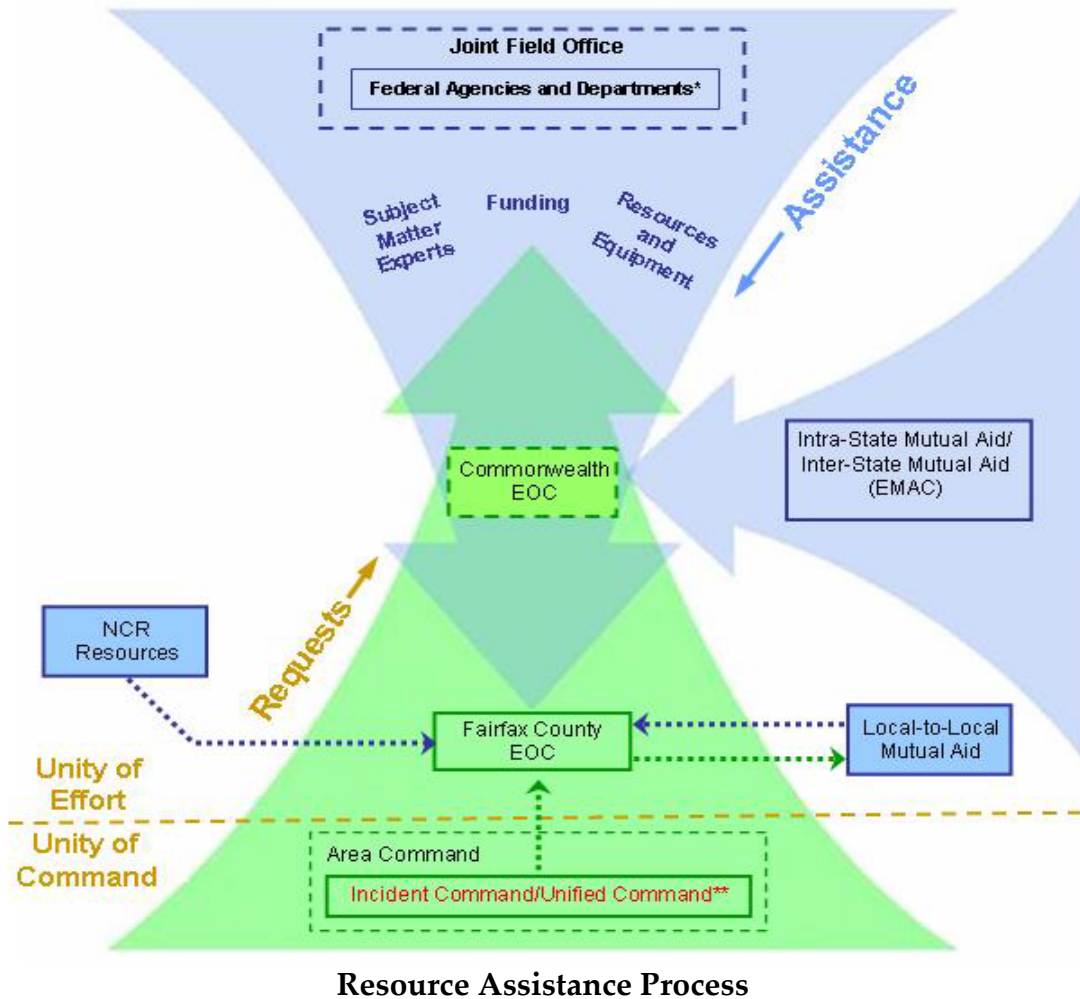 Joint Field Office
Federal Agencies and Departments*
Assistance
Subject
Matter
Experts
Funding
Resources
and
Equipment
Commonwealth
EOC
Intra-State Mutual Aid/
Inter-State Mutual Aid
(EMAC)
Requests
NCR
Resources
Fairfax County
EOC
Local-to-Local
Mutual Aid
Unity of
Effort
Unity of
Command
Area Command
Incident Command/Unified Command**
Resource Assistance Process